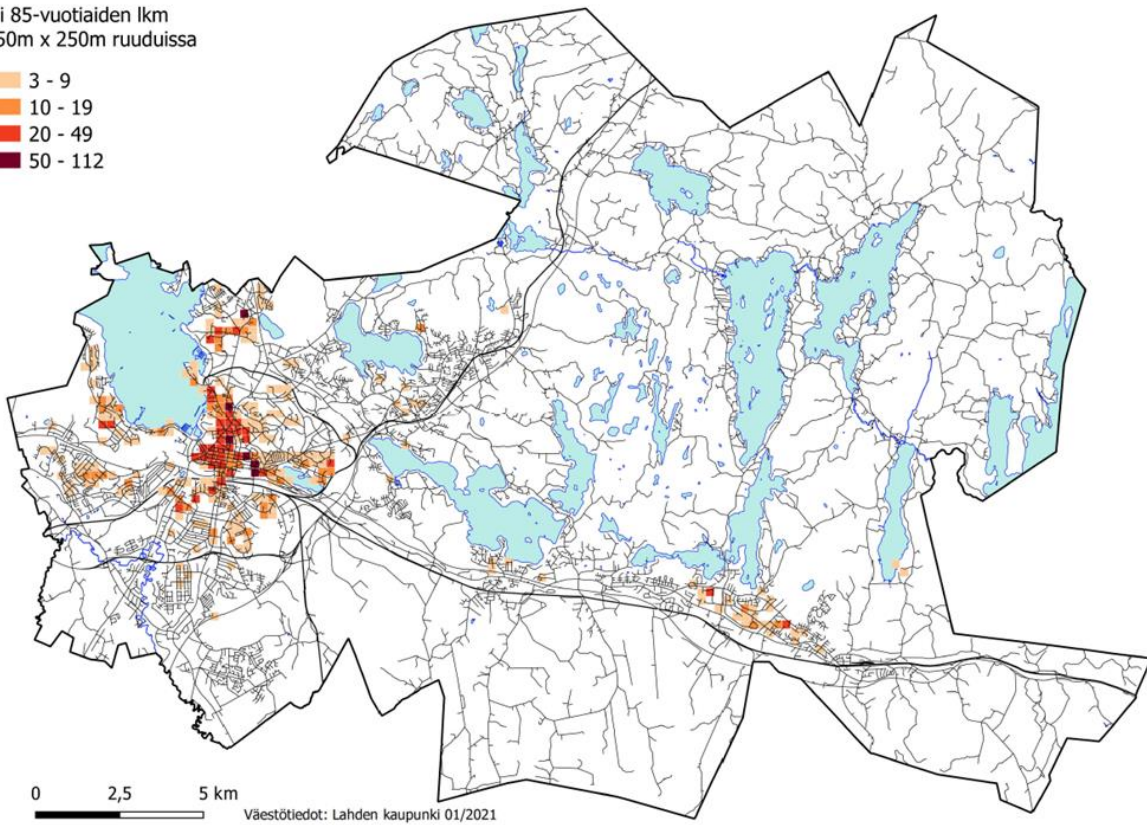 i 85-vuotiaiden lkm
50m x 250m ruuduissa
3 - 9
10 - 19
20 - 49
50 - 112
0 2,5 5 km
Väestötiedot: Lahden kaupunki 01/2021